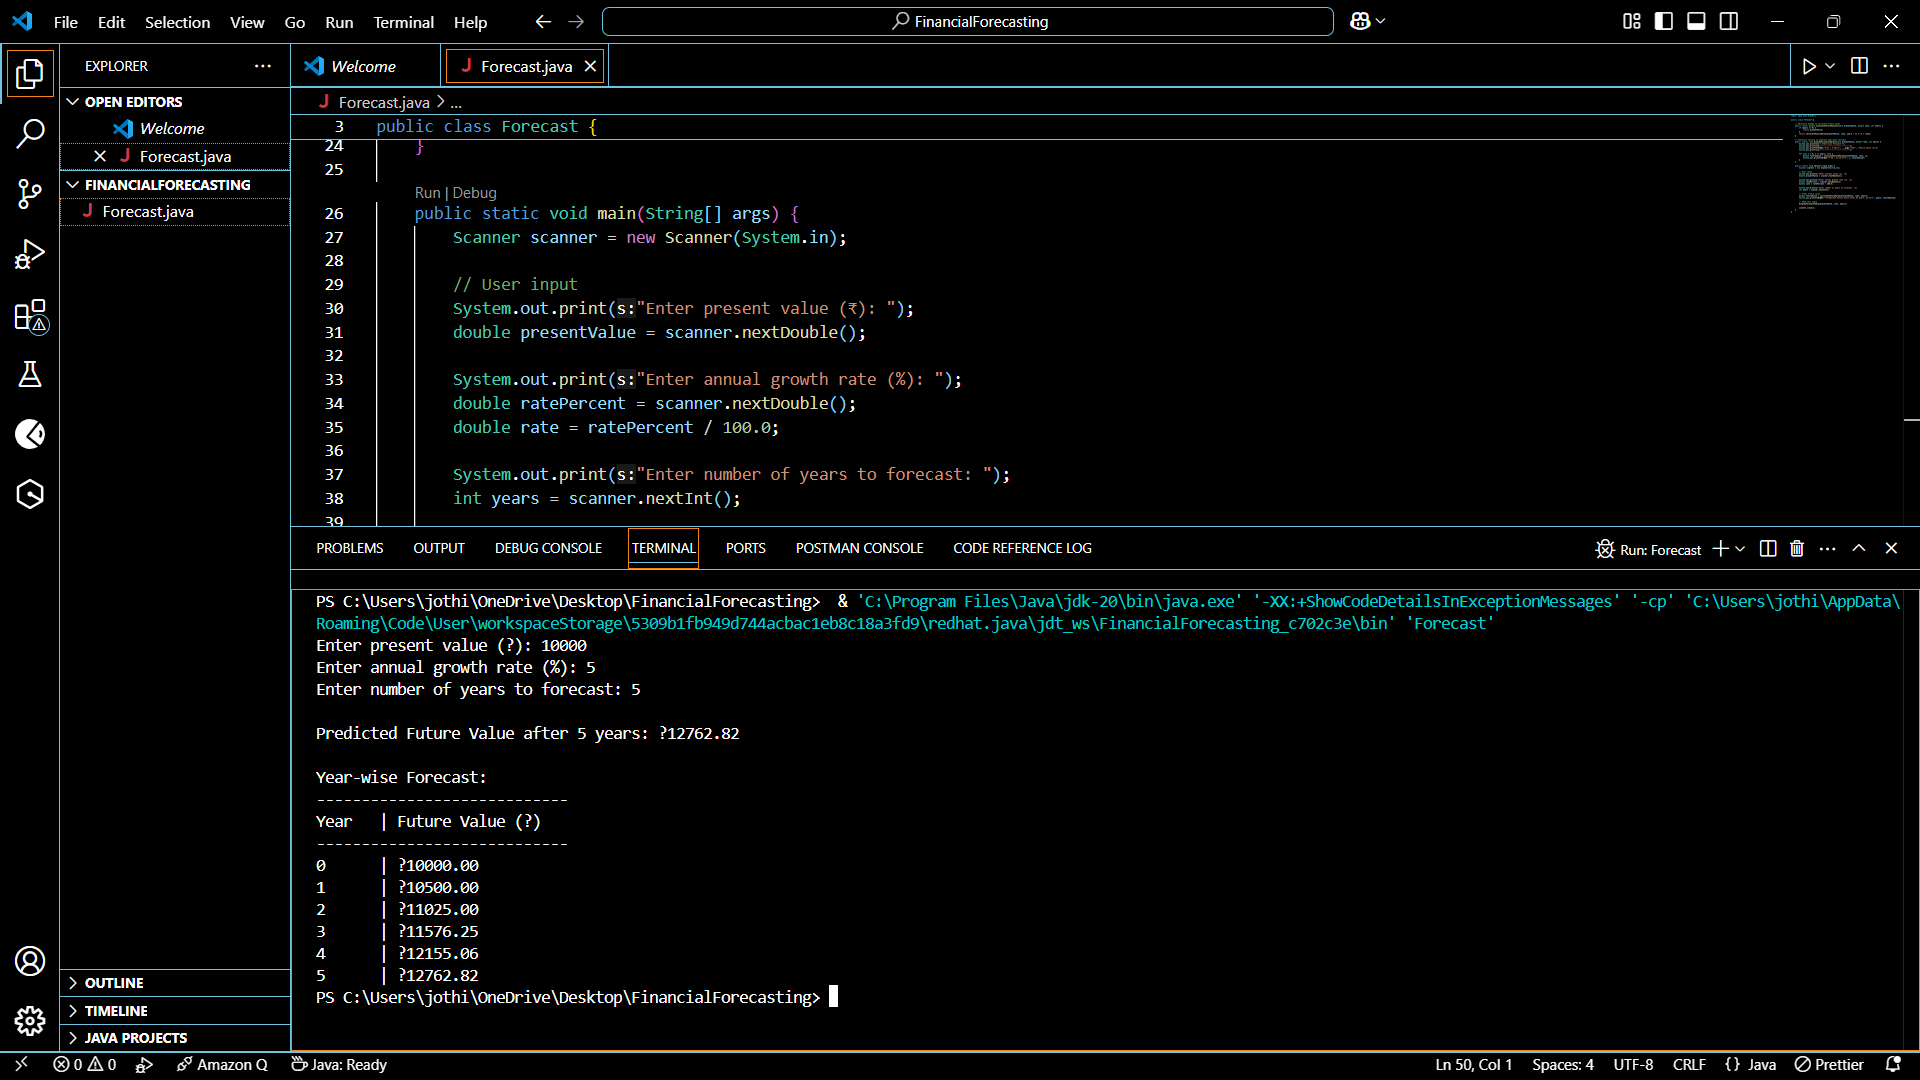 File Edit Selection View Go Run Terminal Help
FinancialForecasting
EXPLORER
OPEN EDITORS
Welcome
Forecast.java
FINANCIALFORECASTING
Forecast.java
OUTLINE
TIMELINE
JAVA PROJECTS
Welcome
Forecast.java
Forecast.java > ...
3 public class Forecast {
24 }
25
Run | Debug
26 public static void main(String[] args) {
27 Scanner scanner = new Scanner(System.in);
28
29 // User input
30 System.out.print(s:"Enter present value (₹): ");
31 double presentValue = scanner.nextDouble();
32
33 System.out.print(s:"Enter annual growth rate (%): ");
34 double ratePercent = scanner.nextDouble();
35 double rate = ratePercent / 100.0;
36
37 System.out.print(s:"Enter number of years to forecast: ");
38 int years = scanner.nextInt();
39
PROBLEMS OUTPUT DEBUG CONSOLE TERMINAL PORTS POSTMAN CONSOLE CODE REFERENCE LOG
Run: Forecast
PS C:\Users\jothi\OneDrive\Desktop\FinancialForecasting> & 'C:\Program Files\Java\jdk-20\bin\java.exe' '-XX:+ShowCodeDetailsInExceptionMessages' '-cp' 'C:\Users\jothi\AppData\
Roaming\Code\User\workspaceStorage\5309b1fb949d744acbac1eb8c18a3fd9\redhat.java\jdt_ws\FinancialForecasting_c702c3e\bin' 'Forecast'
Enter present value (?): 10000
Enter annual growth rate (%): 5
Enter number of years to forecast: 5
Predicted Future Value after 5 years: ?12762.82
Year-wise Forecast:
----------------------------
Year | Future Value (?)
----------------------------
0 | ?10000.00
1 | ?10500.00
2 | ?11025.00
3 | ?11576.25
4 | ?12155.06
5 | ?12762.82
PS C:\Users\jothi\OneDrive\Desktop\FinancialForecasting>
0 0 Amazon Q Java: Ready Ln 50, Col 1 Spaces: 4 UTF-8 CRLF {} Java Prettier